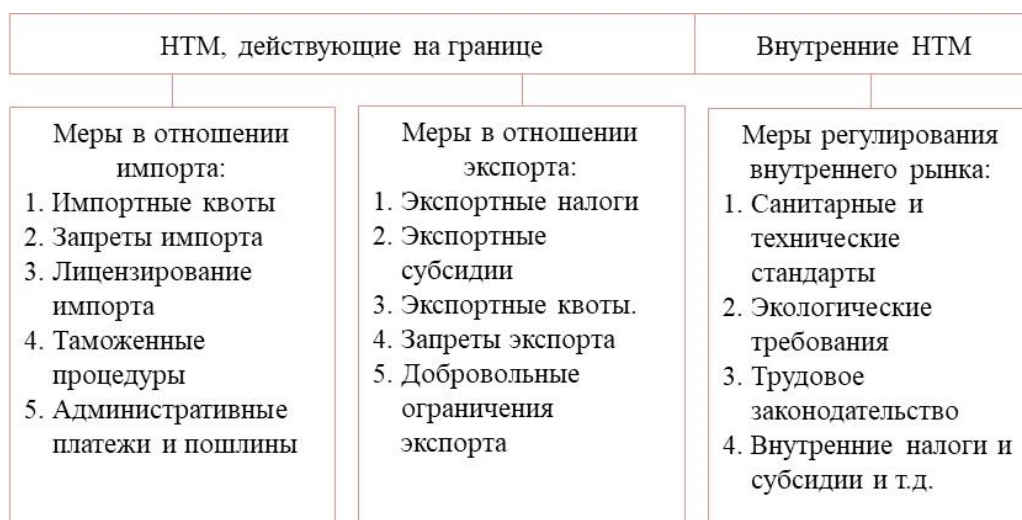 НТМ, действующие на границе
Внутренние НТМ
Меры в отношении
импорта:
1. Импортные квоты
2. Запреты импорта
3. Лицензирование
импорта
4. Таможенные
процедуры
5. Административные
платежи и пошлины
Меры в отношении
экспорта:
1. Экспортные налоги
2. Экспортные
субсидии
3. Экспортные квоты.
4. Запреты экспорта
5. Добровольные
ограничения
экспорта
Меры регулирования
внутреннего рынка:
1. Санитарные и
технические
стандарты
2. Экологические
требования
3. Трудовое
законодательство
4. Внутренние налоги и
субсидии и т.д.